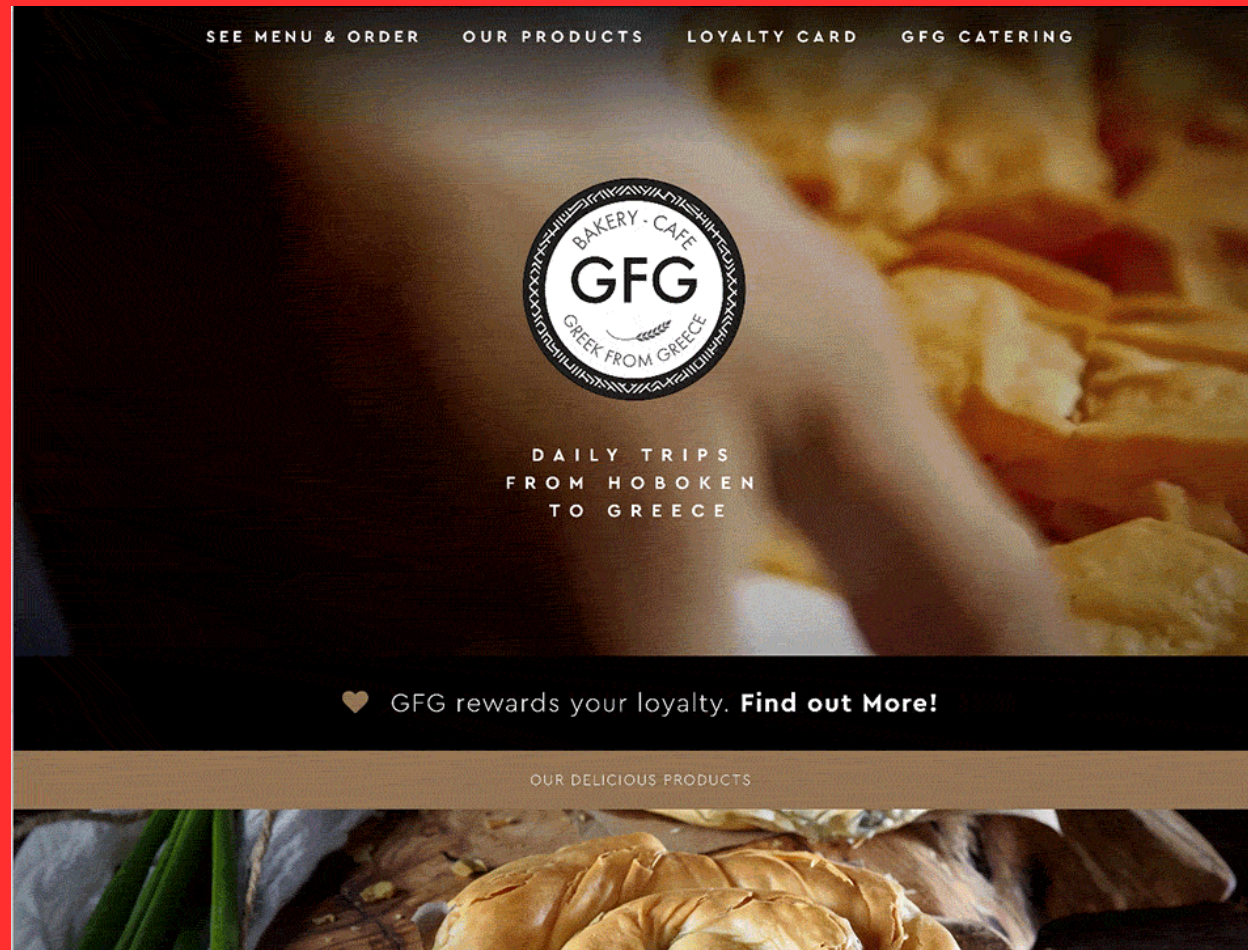 SEE MENU & ORDER OUR PRODUCTS LOYALTY CARD GFG CATERING
BAKERY - CAFE
GFG
GREEK FROM GREECE
DAILY TRIPS
FROM HOBOKEN
TO GREECE
GFG rewards your loyalty. Find out More!
OUR DELICIOUS PRODUCTS